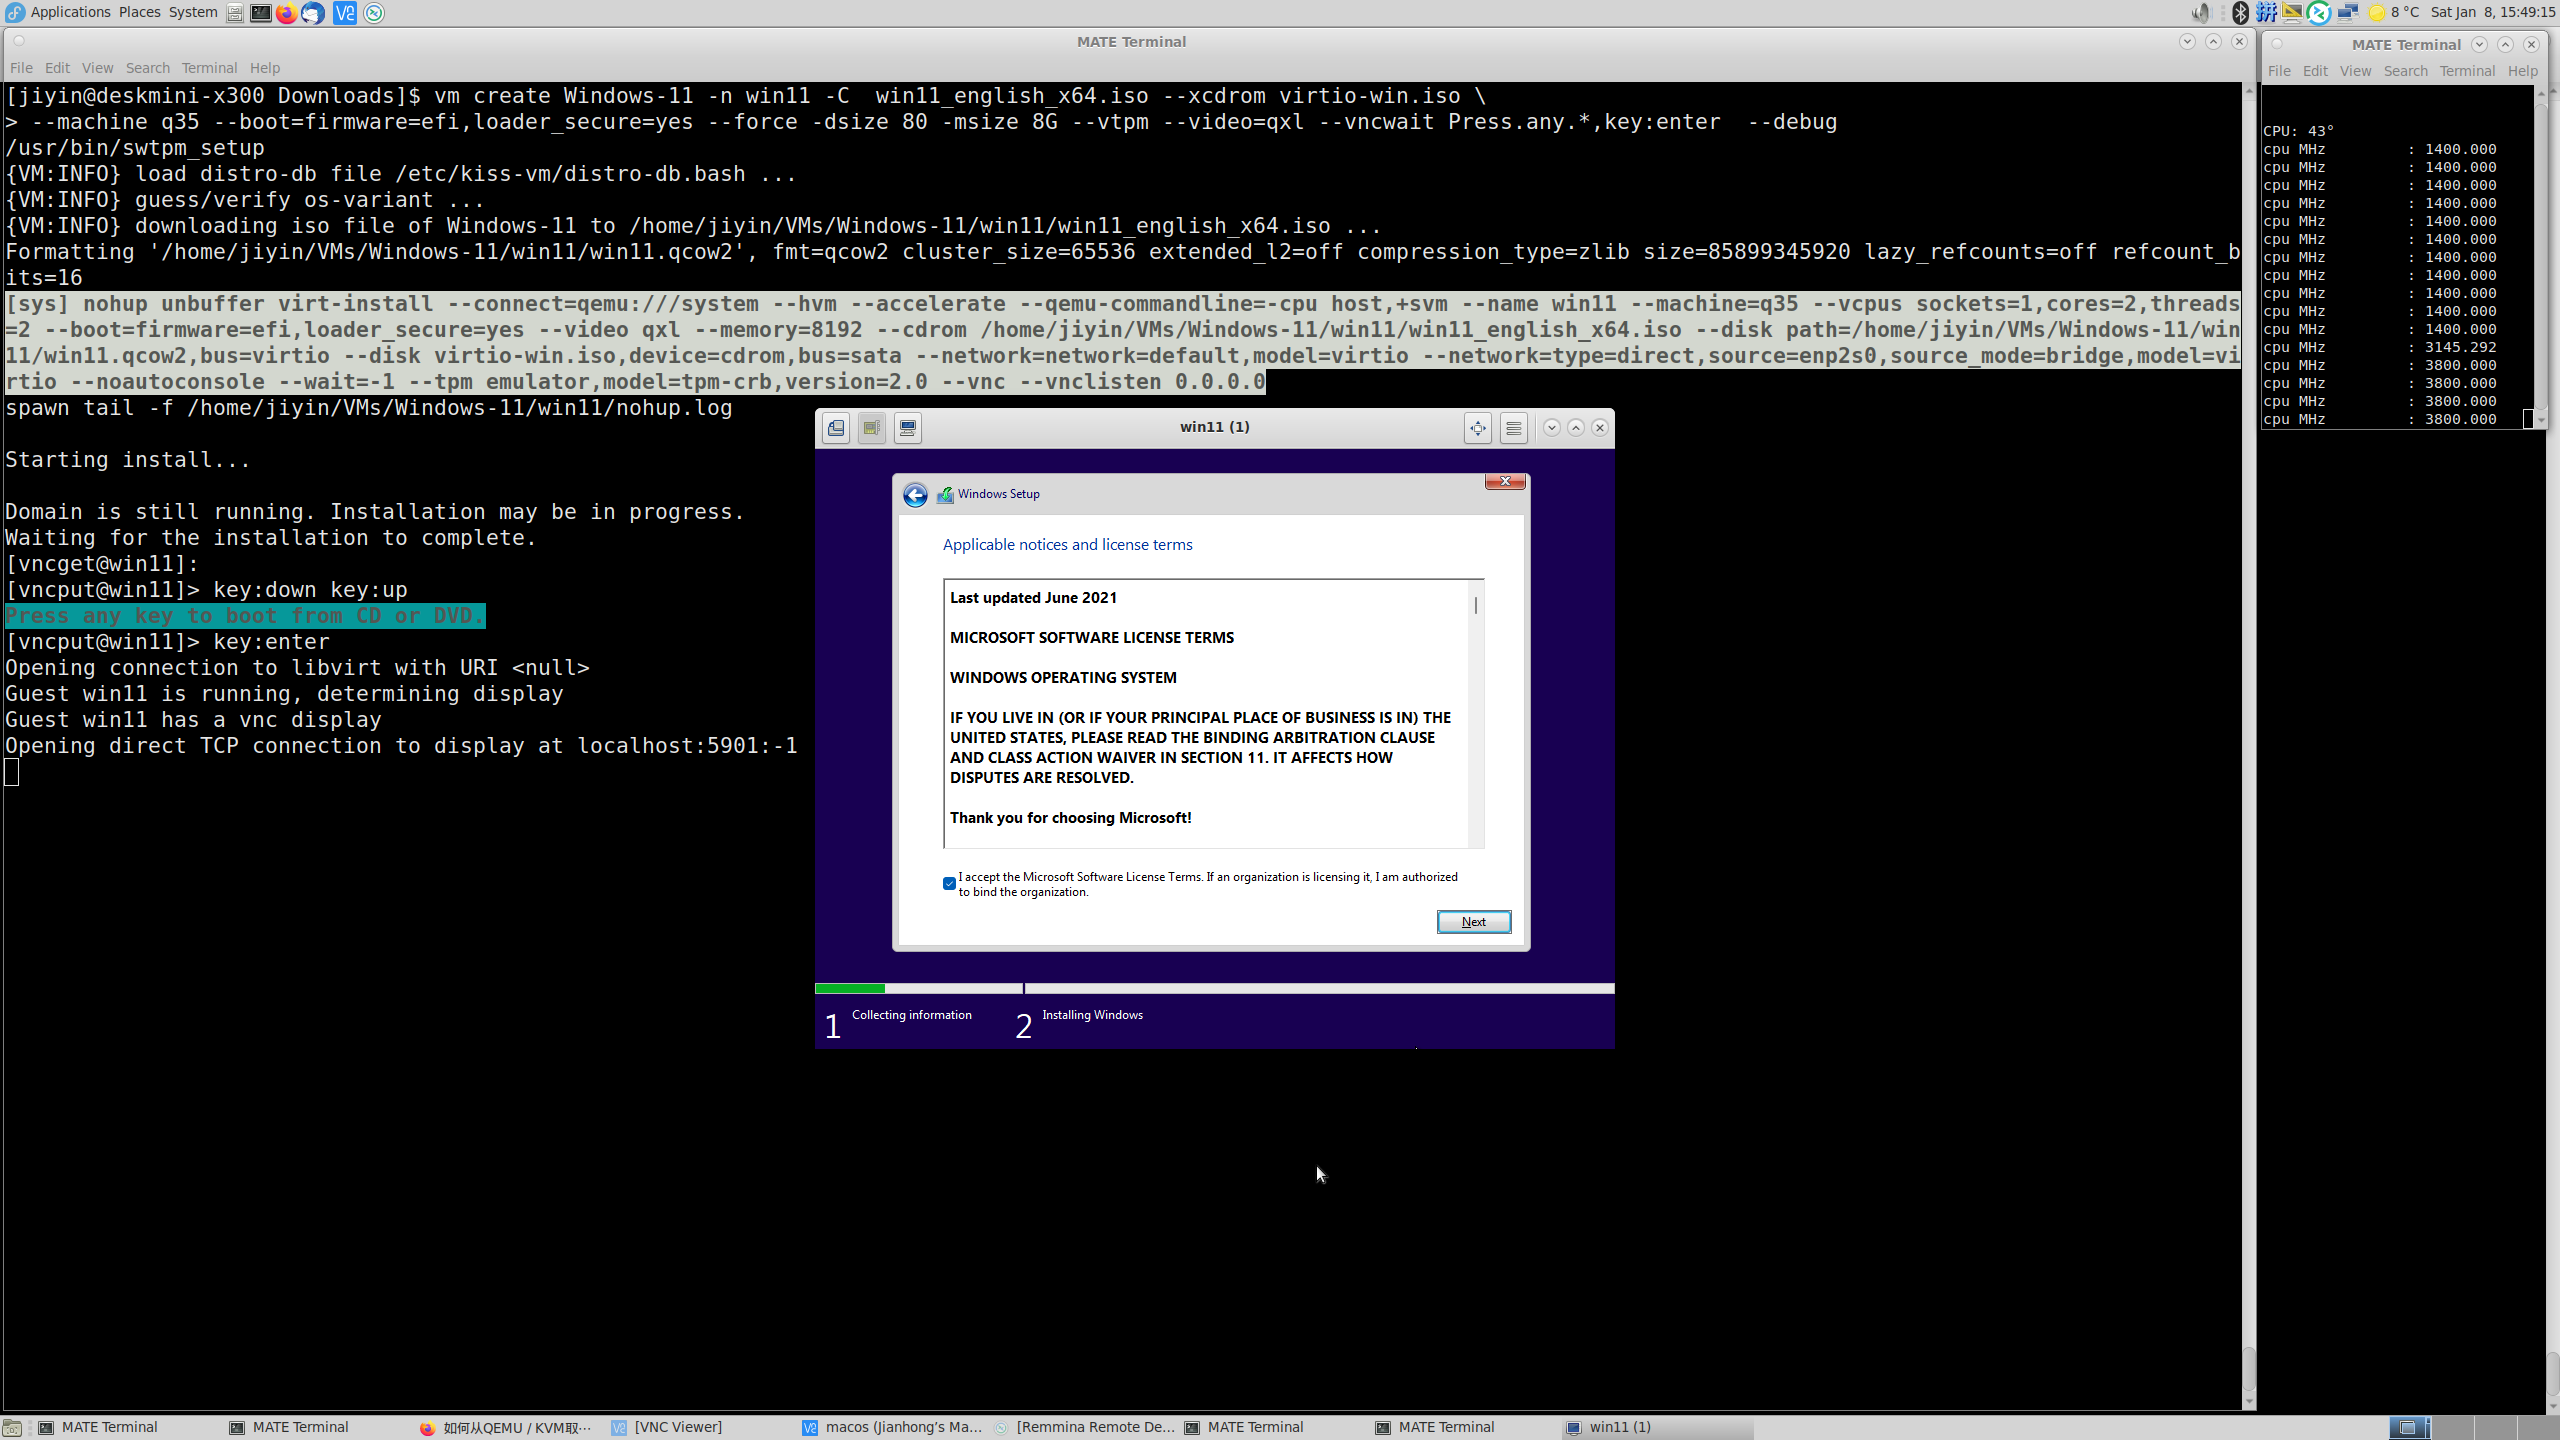 Applications Places System
8 °C Sat Jan 8, 15:49:15
MATE Terminal
File Edit View Search Terminal Help
[jiyin@deskmini-x300 Downloads]$ vm create Windows-11 -n win11 -C  win11_english_x64.iso --xcdrom virtio-win.iso \
> --machine q35 --boot=firmware=efi,loader_secure=yes --force -dsize 80 -msize 8G --vtpm --video=qxl --vncwait Press.any.*,key:enter  --debug
/usr/bin/swtpm_setup
{VM:INFO} load distro-db file /etc/kiss-vm/distro-db.bash ...
{VM:INFO} guess/verify os-variant ...
{VM:INFO} downloading iso file of Windows-11 to /home/jiyin/VMs/Windows-11/win11/win11_english_x64.iso ...
Formatting '/home/jiyin/VMs/Windows-11/win11/win11.qcow2', fmt=qcow2 cluster_size=65536 extended_l2=off compression_type=zlib size=85899345920 lazy_refcounts=off refcount_b
its=16
[sys] nohup unbuffer virt-install --connect=qemu:///system --hvm --accelerate --qemu-commandline=-cpu host,+svm --name win11 --machine=q35 --vcpus sockets=1,cores=2,threads
=2 --boot=firmware=efi,loader_secure=yes --video qxl --memory=8192 --cdrom /home/jiyin/VMs/Windows-11/win11/win11_english_x64.iso --disk path=/home/jiyin/VMs/Windows-11/win
11/win11.qcow2,bus=virtio --disk virtio-win.iso,device=cdrom,bus=sata --network=network=default,model=virtio --network=type=direct,source=enp2s0,source_mode=bridge,model=vi
rtio --noautoconsole --wait=-1 --tpm emulator,model=tpm-crb,version=2.0 --vnc --vnclisten 0.0.0.0
spawn tail -f /home/jiyin/VMs/Windows-11/win11/nohup.log
Starting install...
Domain is still running. Installation may be in progress.
Waiting for the installation to complete.
[vncget@win11]:
[vncput@win11]> key:down key:up
Press any key to boot from CD or DVD.
[vncput@win11]> key:enter
Opening connection to libvirt with URI <null>
Guest win11 is running, determining display
Guest win11 has a vnc display
Opening direct TCP connection to display at localhost:5901:-1
win11 (1)
Windows Setup
Applicable notices and license terms
Last updated June 2021
MICROSOFT SOFTWARE LICENSE TERMS
WINDOWS OPERATING SYSTEM
IF YOU LIVE IN (OR IF YOUR PRINCIPAL PLACE OF BUSINESS IS IN) THE
UNITED STATES, PLEASE READ THE BINDING ARBITRATION CLAUSE
AND CLASS ACTION WAIVER IN SECTION 11. IT AFFECTS HOW
DISPUTES ARE RESOLVED.
Thank you for choosing Microsoft!
I accept the Microsoft Software License Terms. If an organization is licensing it, I am authorized
to bind the organization.
Next
1 Collecting information
2 Installing Windows
MATE Terminal
File Edit View Search Terminal Help
CPU: 43°
cpu MHz : 1400.000
cpu MHz : 1400.000
cpu MHz : 1400.000
cpu MHz : 1400.000
cpu MHz : 1400.000
cpu MHz : 1400.000
cpu MHz : 1400.000
cpu MHz : 1400.000
cpu MHz : 1400.000
cpu MHz : 1400.000
cpu MHz : 1400.000
cpu MHz : 3145.292
cpu MHz : 3800.000
cpu MHz : 3800.000
cpu MHz : 3800.000
cpu MHz : 3800.000
MATE Terminal
MATE Terminal
如何从QEMU / KVM取...
[VNC Viewer]
macos (Jianhong’s Ma...
[Remmina Remote De...
MATE Terminal
MATE Terminal
win11 (1)